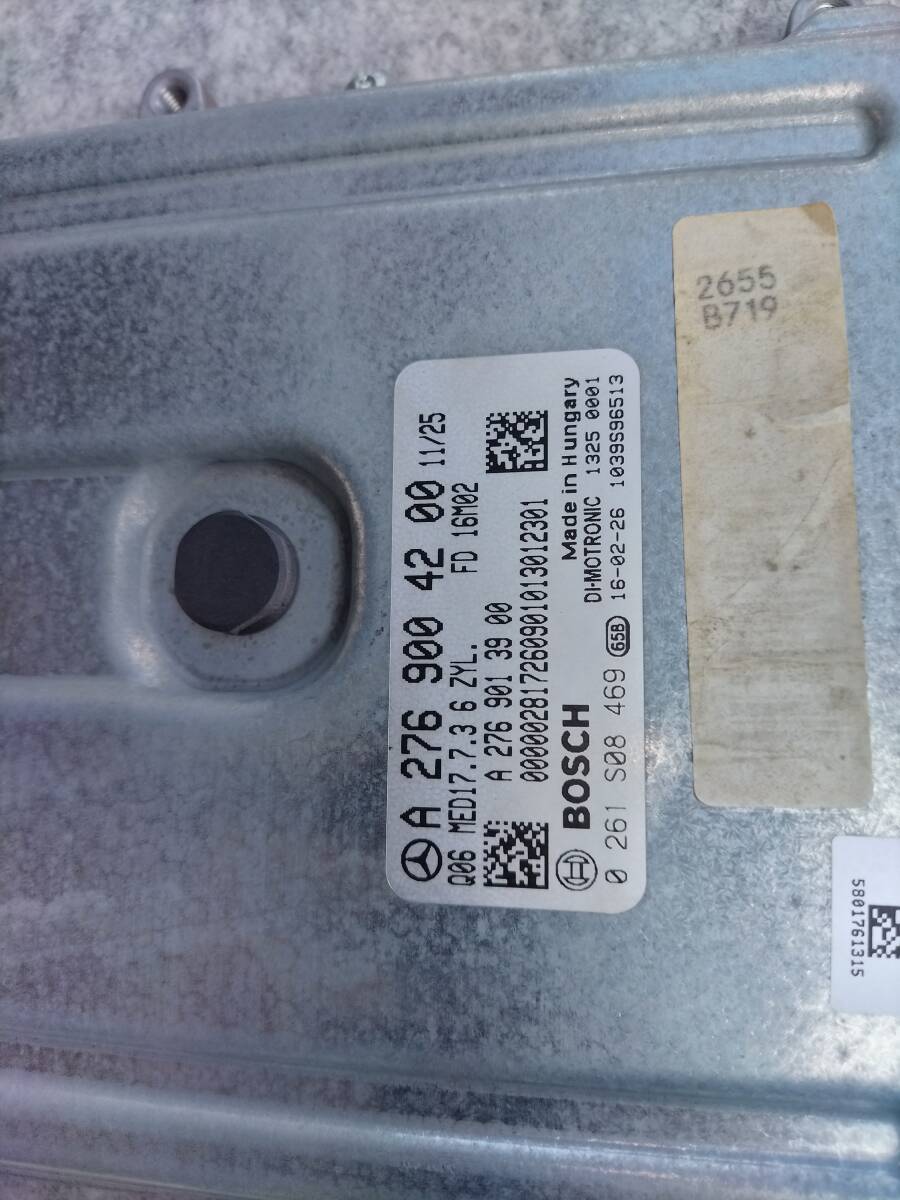 A 276 900 42 00 11/25
Q06 MED17.7.3 6 ZYL. FD 16M02
A 276 901 39 00
00000281726090101301 2301
BOSCH Made in Hungary
DI-MOTRONIC 1325 0001
0 261 S08 469 65B 16-02-26 1039S96513
2655
B719
5801761315